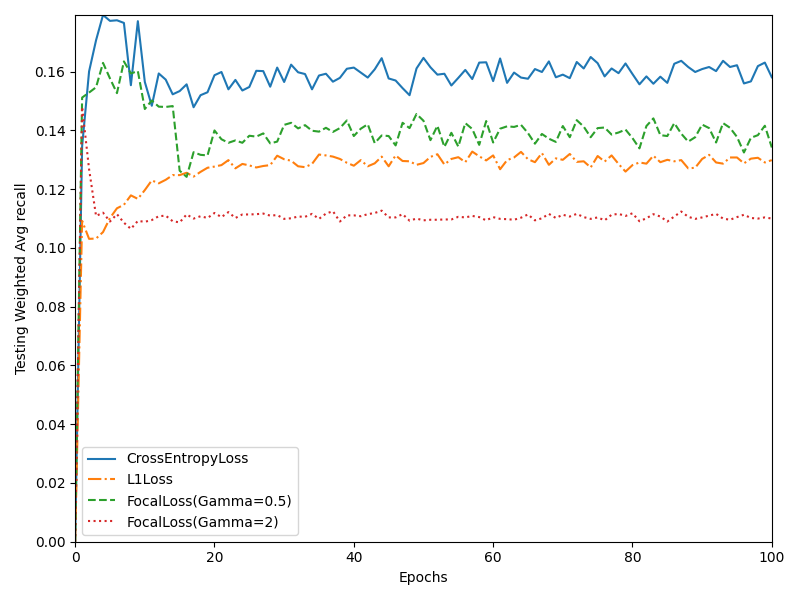 Testing Weighted Avg recall
0.16
0.14
0.12
0.10
0.08
0.06
0.04
0.02
0.00
CrossEntropyLoss
L1Loss
FocalLoss(Gamma=0.5)
FocalLoss(Gamma=2)
0 20 40 60 80 100
Epochs